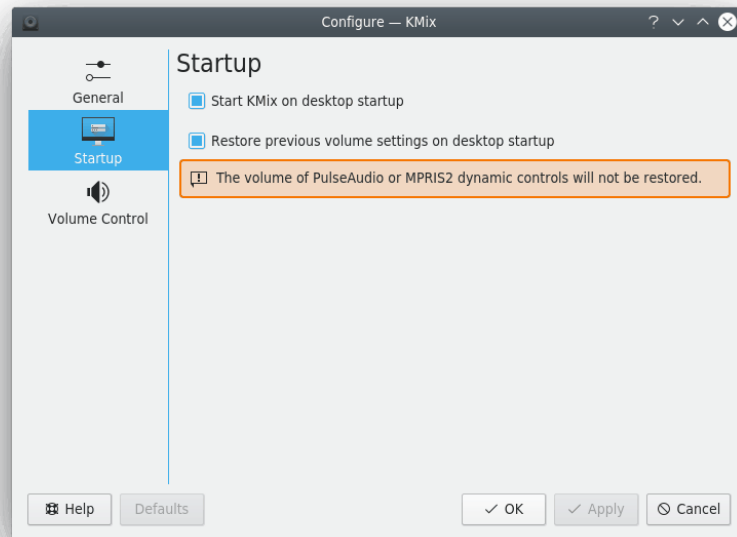 Configure — KMix
General
Startup
Volume Control
Startup
Start KMix on desktop startup
Restore previous volume settings on desktop startup
The volume of PulseAudio or MPRIS2 dynamic controls will not be restored.
Help
Defaults
OK
Apply
Cancel